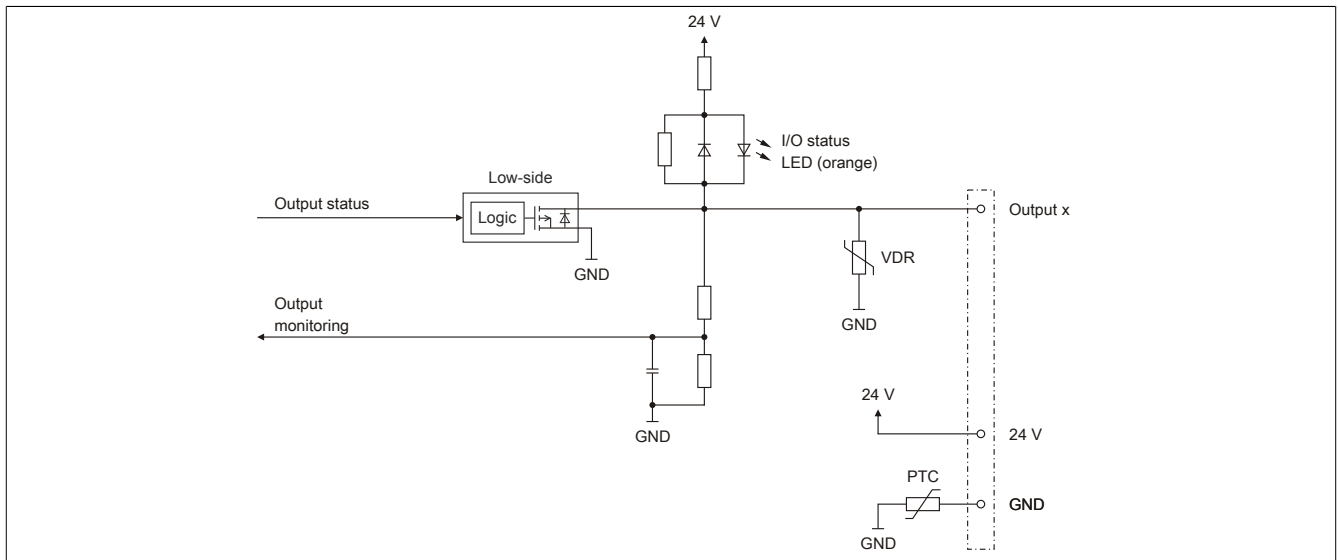 24 V
I/O status
LED (orange)
Low-side
Output status
Logic
Output x
GND
VDR
Output
monitoring
GND
24 V
24 V
GND
PTC
GND
GND